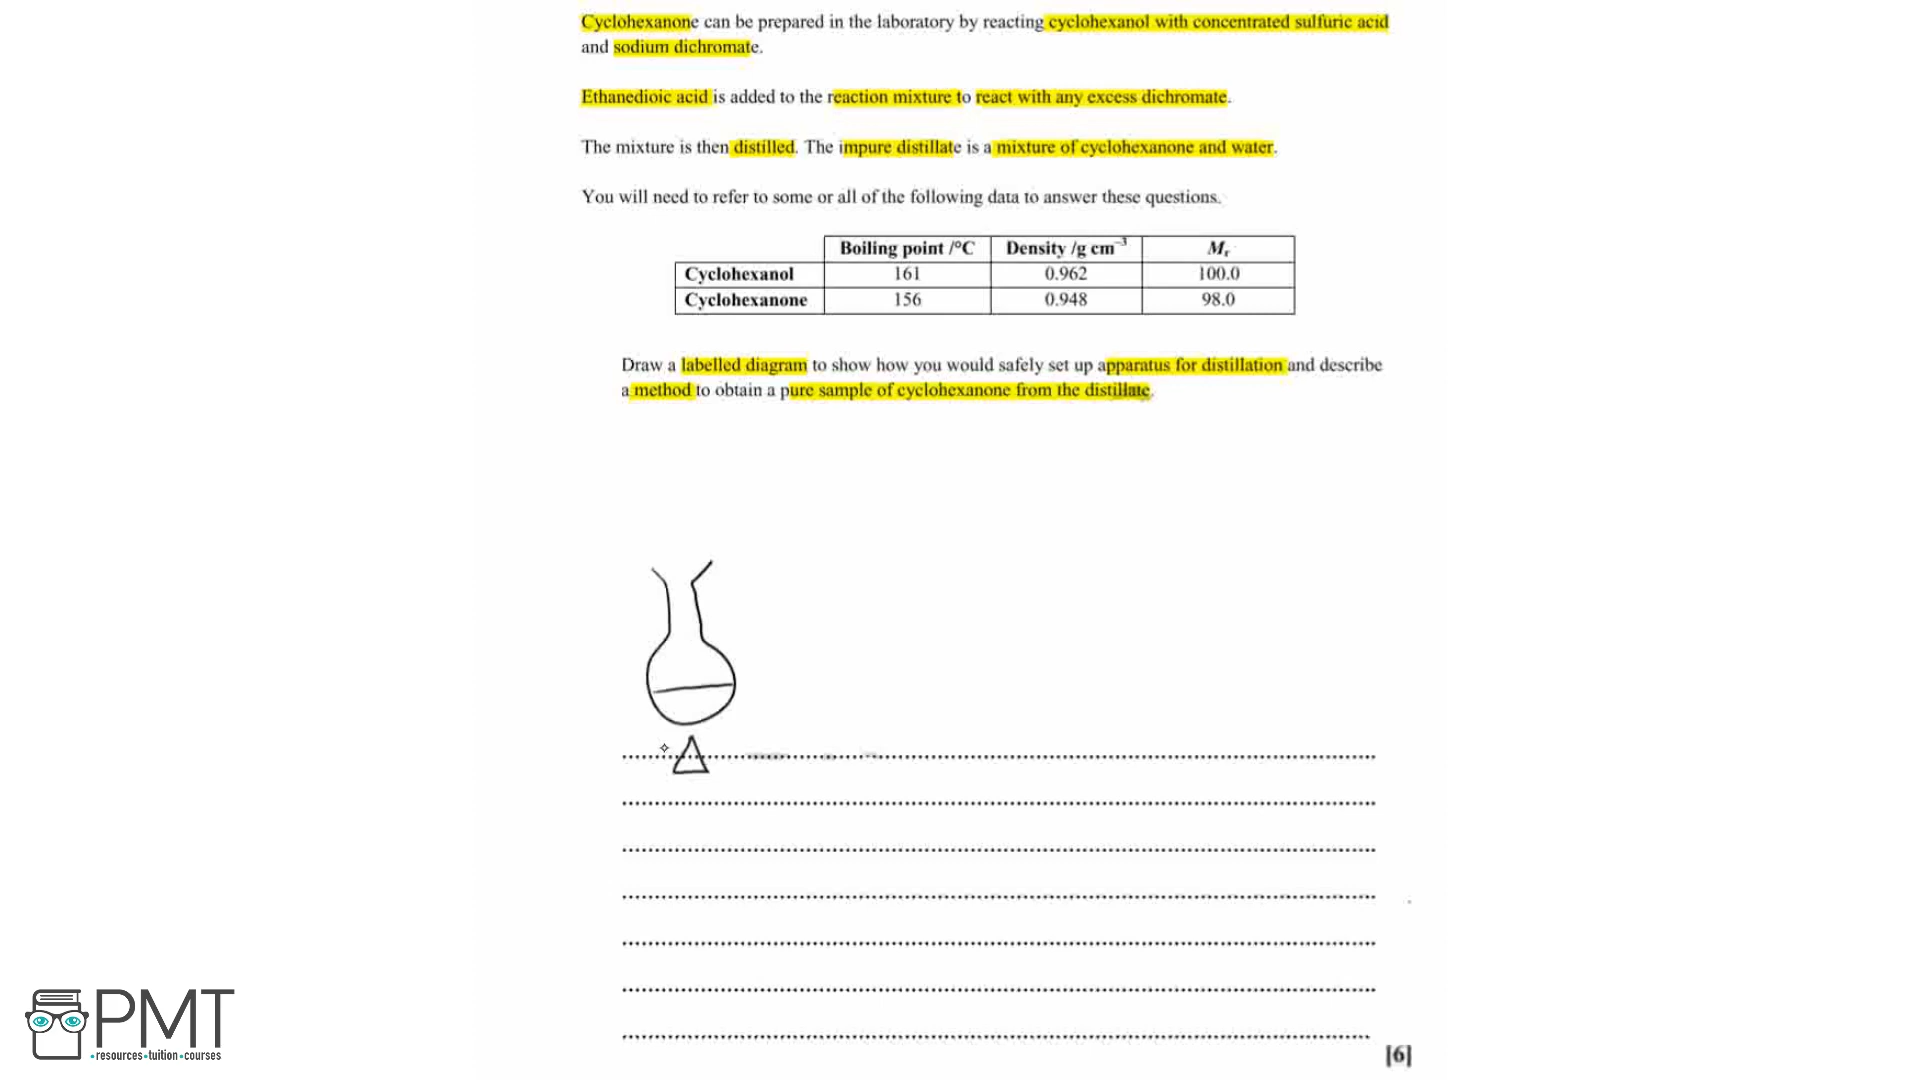 Cyclohexanone can be prepared in the laboratory by reacting cyclohexanol with concentrated sulfuric acid
and sodium dichromate.
Ethanedioic acid is added to the reaction mixture to react with any excess dichromate.
The mixture is then distilled. The impure distillate is a mixture of cyclohexanone and water.
You will need to refer to some or all of the following data to answer these questions.
Boiling point /°C Density /g cm⁻³ Mr
Cyclohexanol 161 0.962 100.0
Cyclohexanone 156 0.948 98.0
Draw a labelled diagram to show how you would safely set up apparatus for distillation and describe
a method to obtain a pure sample of cyclohexanone from the distillate.
[6]
PMT
•resources•tuition•courses